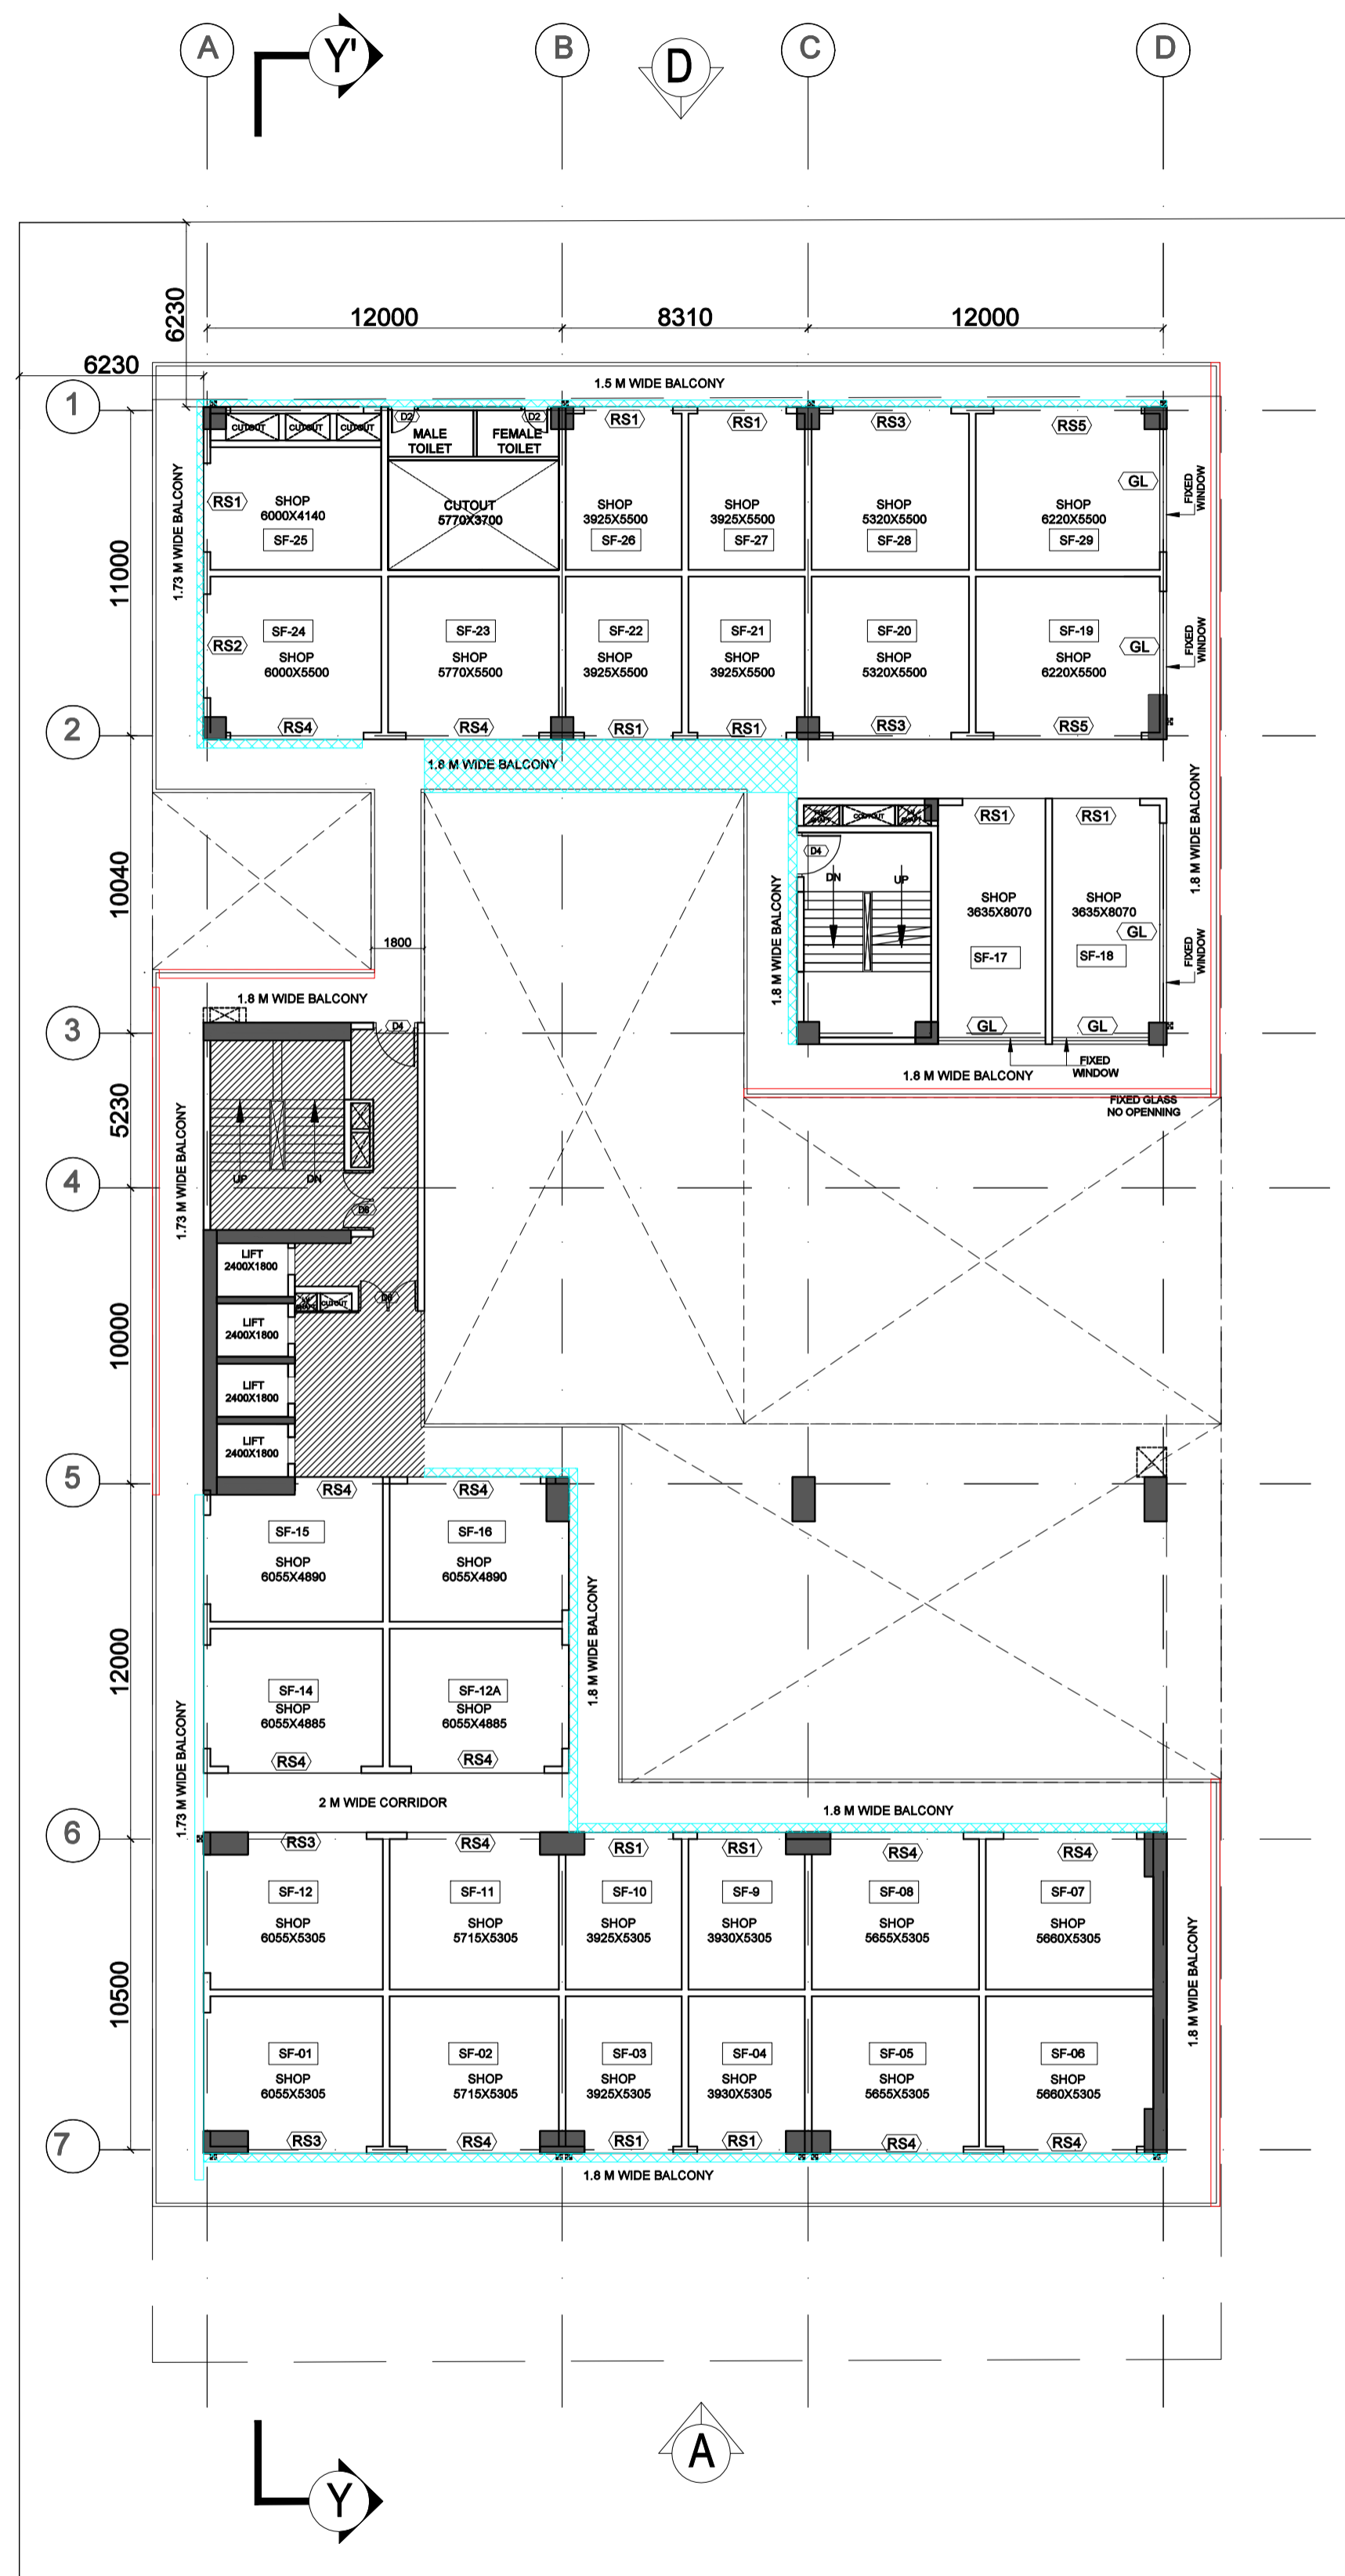 A
Y'
B
D
C
D
6230
12000
8310
12000
6230
1.5 M WIDE BALCONY
1
CUTOUT
CUTOUT
CUTOUT
D2
D2
MALE
TOILET
FEMALE
TOILET
RS1
RS1
RS3
RS5
1.73 M WIDE BALCONY
RS1
SHOP
6000X4140
SF-25
CUTOUT
5770X3700
SHOP
3925X5500
SF-26
SHOP
3925X5500
SF-27
SHOP
5320X5500
SF-28
SHOP
6220X5500
SF-29
GL
FIXED
WINDOW
11000
RS2
SF-24
SHOP
6000X5500
SF-23
SHOP
5770X5500
SF-22
SHOP
3925X5500
SF-21
SHOP
3925X5500
SF-20
SHOP
5320X5500
SF-19
SHOP
6220X5500
GL
FIXED
WINDOW
2
RS4
RS4
RS1
RS1
RS3
RS5
1.8 M WIDE BALCONY
1.8 M WIDE BALCONY
CUTOUT
D4
DN
UP
RS1
RS1
10040
1.8 M WIDE BALCONY
SHOP
3635X8070
SF-17
SHOP
3635X8070
GL
SF-18
FIXED
WINDOW
1800
1.8 M WIDE BALCONY
3
D4
GL
GL
FIXED
WINDOW
1.8 M WIDE BALCONY
FIXED GLASS
NO OPENNING
5230
1.73 M WIDE BALCONY
4
UP
DN
D6
LIFT
2400X1800
CUTOUT
D6
LIFT
2400X1800
10000
LIFT
2400X1800
LIFT
2400X1800
5
RS4
RS4
SF-15
SHOP
6055X4890
SF-16
SHOP
6055X4890
1.8 M WIDE BALCONY
12000
SF-14
SHOP
6055X4885
SF-12A
SHOP
6055X4885
RS4
RS4
1.73 M WIDE BALCONY
2 M WIDE CORRIDOR
1.8 M WIDE BALCONY
6
RS3
RS4
RS1
RS1
RS4
RS4
SF-12
SHOP
6055X5305
SF-11
SHOP
5715X5305
SF-10
SHOP
3925X5305
SF-9
SHOP
3930X5305
SF-08
SHOP
5655X5305
SF-07
SHOP
5660X5305
1.8 M WIDE BALCONY
10500
SF-01
SHOP
6055X5305
SF-02
SHOP
5715X5305
SF-03
SHOP
3925X5305
SF-04
SHOP
3930X5305
SF-05
SHOP
5655X5305
SF-06
SHOP
5660X5305
7
RS3
RS4
RS1
RS1
RS4
RS4
1.8 M WIDE BALCONY
A
Y